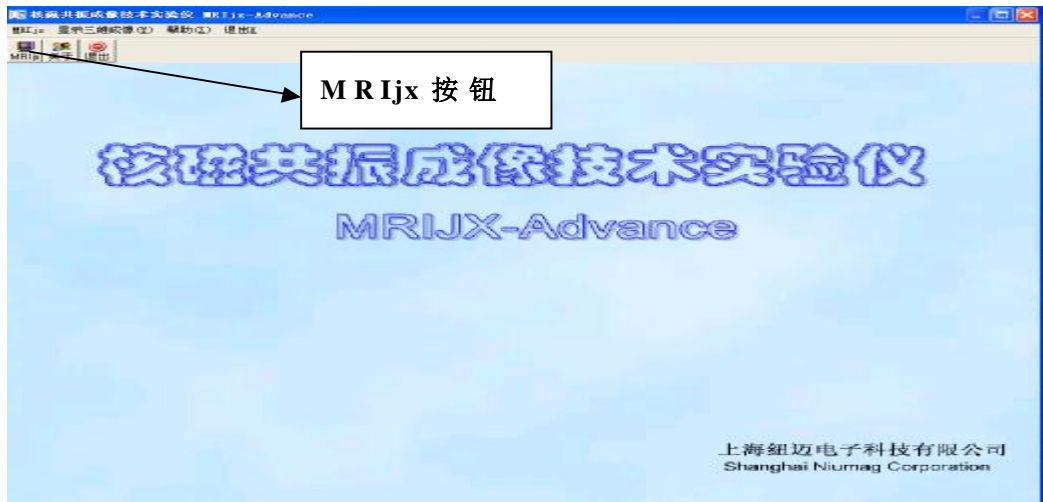 核磁共振成像技术实验仪 MRIjx-Advance
MRIjx 显示三维成像(Y) 帮助(Z) 退出X
MRIjx 关于 退出
MRIjx 按钮
核磁共振成像技术实验仪
MRIJX-Advance
上海纽迈电子科技有限公司
Shanghai Niumag Corporation